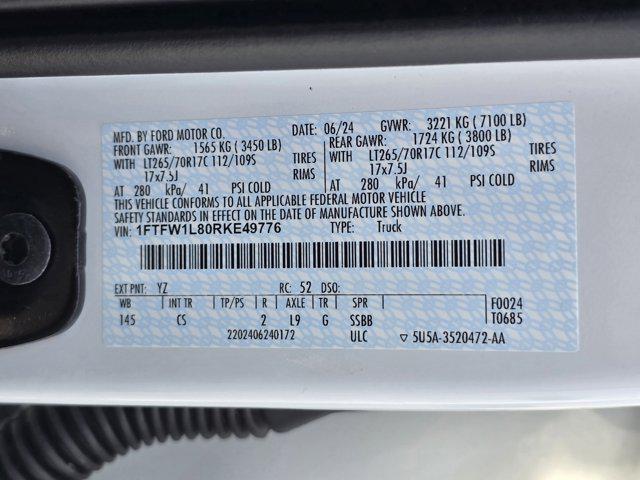 MFD. BY FORD MOTOR CO. DATE: 06/24 GVWR: 3221 KG ( 7100 LB)
FRONT GAWR: 1565 KG ( 3450 LB) REAR GAWR: 1724 KG ( 3800 LB)
WITH LT265/70R17C 112/109S TIRES WITH LT265/70R17C 112/109S TIRES
17x7.5J RIMS 17x7.5J RIMS
AT 280 kPa/ 41 PSI COLD AT 280 kPa/ 41 PSI COLD
THIS VEHICLE CONFORMS TO ALL APPLICABLE FEDERAL MOTOR VEHICLE
SAFETY STANDARDS IN EFFECT ON THE DATE OF MANUFACTURE SHOWN ABOVE.
VIN: 1FTFW1L80RKE49776 TYPE: Truck
EXT PNT: YZ RC: 52 DSO:
WB INT TR TP/PS R AXLE TR SPR F0024
145 CS 2 L9 G SSBB T0685
2202406240172 ULC 5U5A-3520472-AA